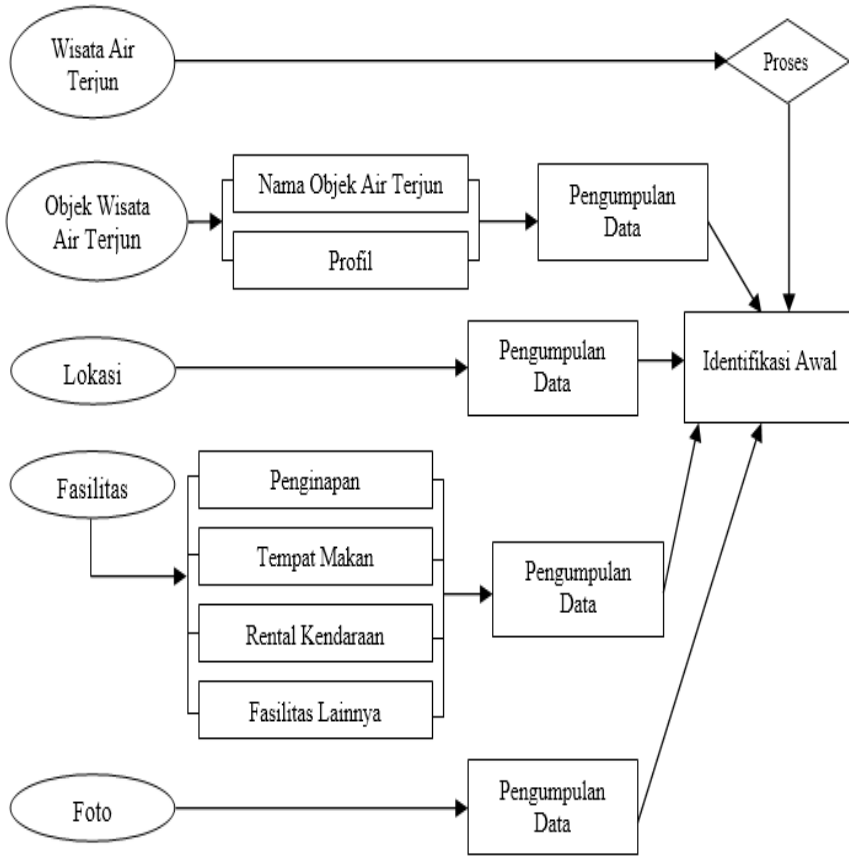 Wisata Air
Terjun
Proses
Objek Wisata
Air Terjun
Nama Objek Air Terjun
Profil
Pengumpulan
Data
Lokasi
Pengumpulan
Data
Identifikasi Awal
Fasilitas
Penginapan
Tempat Makan
Rental Kendaraan
Fasilitas Lainnya
Pengumpulan
Data
Foto
Pengumpulan
Data